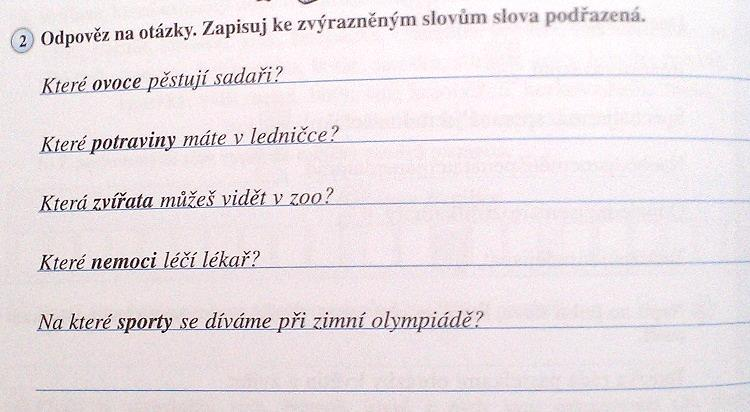 2 Odpověz na otázky. Zapisuj ke zvýrazněným slovům slova podřazená.
Které ovoce pěstují sadaři?
Které potraviny máte v ledničce?
Která zvířata můžeš vidět v zoo?
Které nemoci léčí lékař?
Na které sporty se díváme při zimní olympiádě?